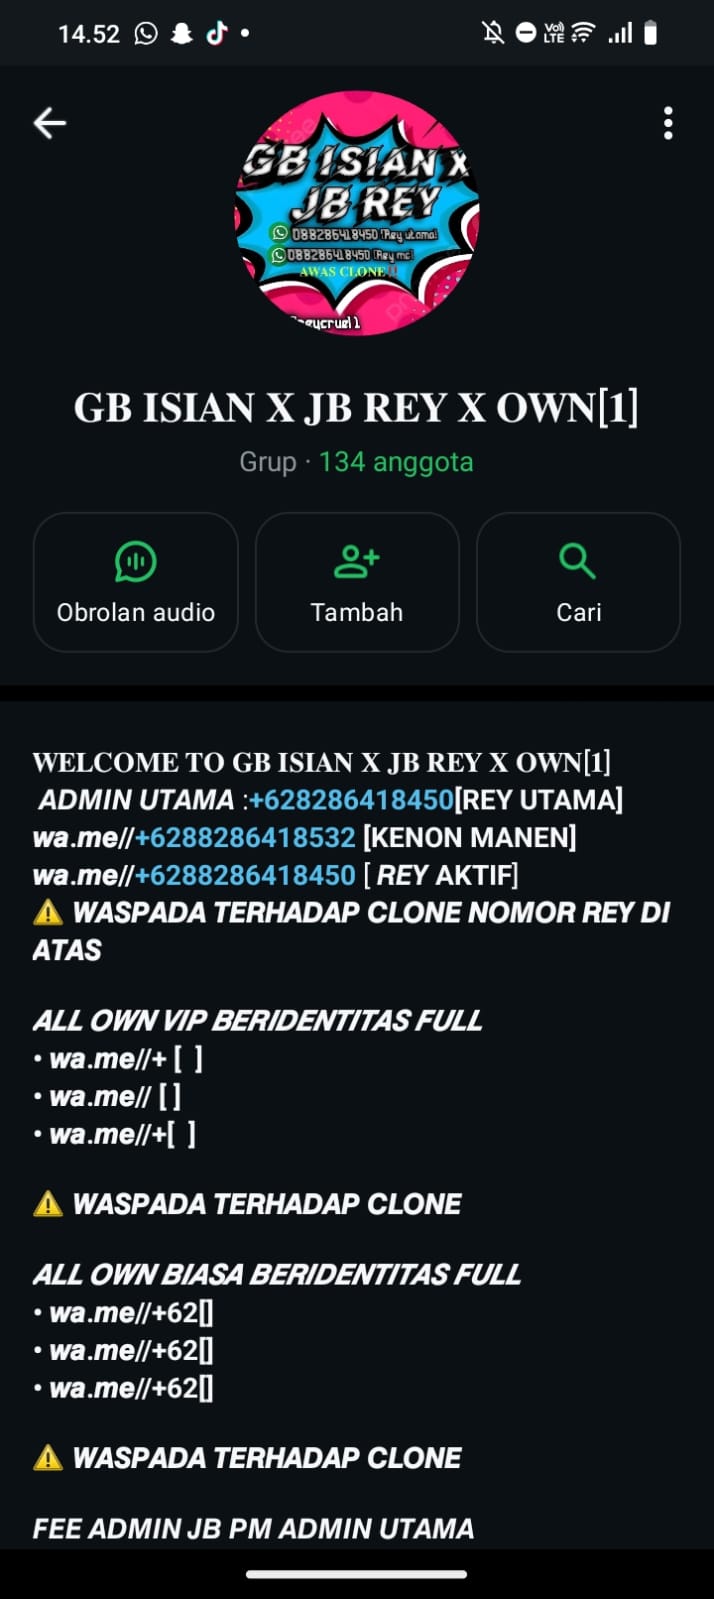 14.52
Vo)) LTE
GB ISIAN X
JB REY
088286418450 [Rey utama]
088286418450 [Rey mc]
AWAS CLONE !!
GB ISIAN X JB REY X OWN[1]
Grup · 134 anggota
Obrolan audio
Tambah
Cari
WELCOME TO GB ISIAN X JB REY X OWN[1]
ADMIN UTAMA :+628286418450[REY UTAMA]
wa.me//+6288286418532 [KENON MANEN]
wa.me//+6288286418450 [ REY AKTIF]
⚠️ WASPADA TERHADAP CLONE NOMOR REY DI
ATAS
ALL OWN VIP BERIDENTITAS FULL
• wa.me//+ [ ]
• wa.me// [ ]
• wa.me//+[ ]
⚠️ WASPADA TERHADAP CLONE
ALL OWN BIASA BERIDENTITAS FULL
• wa.me//+62[]
• wa.me//+62[]
• wa.me//+62[]
⚠️ WASPADA TERHADAP CLONE
FEE ADMIN JB PM ADMIN UTAMA